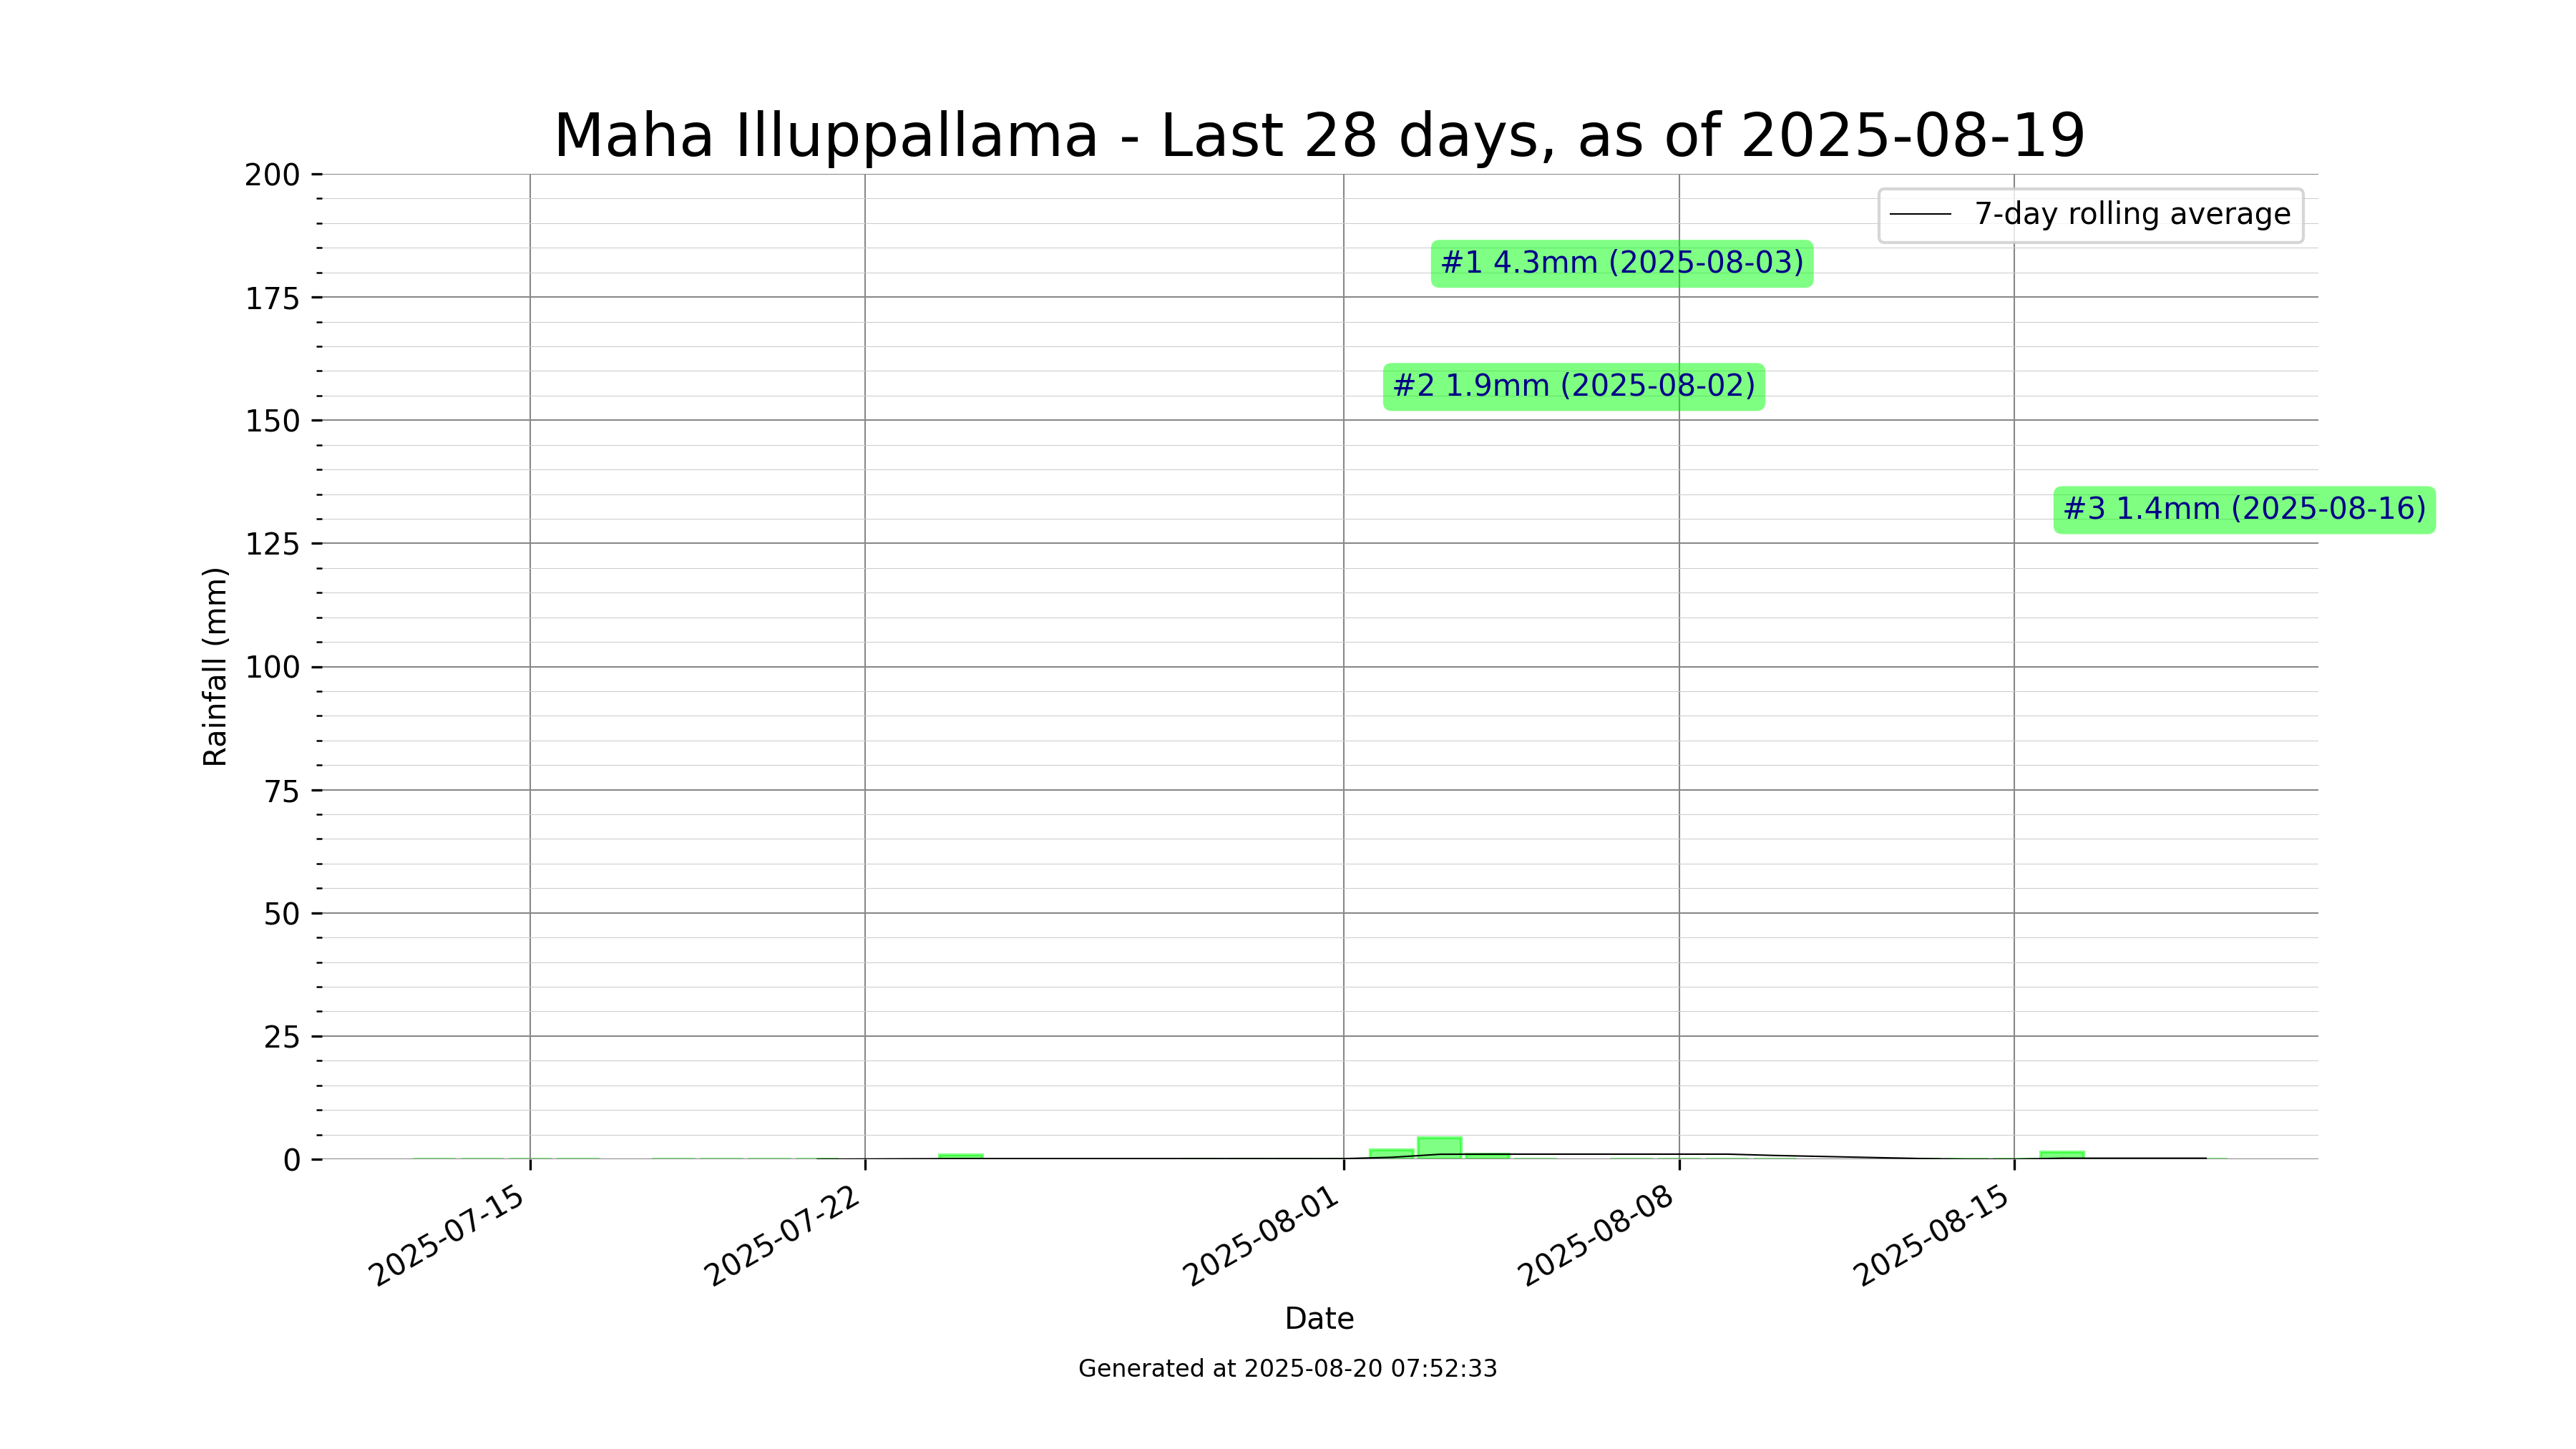 Maha Illuppallama - Last 28 days, as of 2025-08-19
7-day rolling average
#1 4.3mm (2025-08-03)
#2 1.9mm (2025-08-02)
#3 1.4mm (2025-08-16)
Rainfall (mm)
200
175
150
125
100
75
50
25
0
2025-07-15
2025-07-22
2025-08-01
2025-08-08
2025-08-15
Date
Generated at 2025-08-20 07:52:33